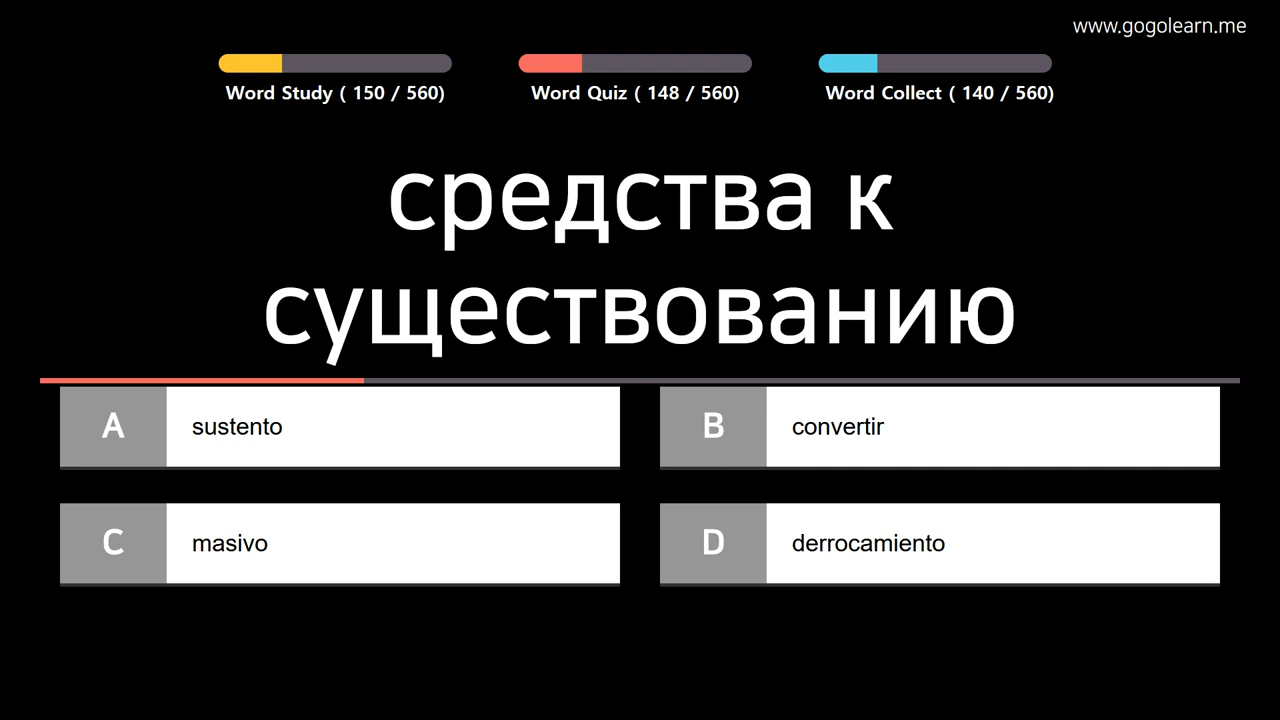 www.gogolearn.me
Word Study ( 150 / 560)
Word Quiz ( 148 / 560)
Word Collect ( 140 / 560)
средства к
существованию
A sustento
B convertir
C masivo
D derrocamiento